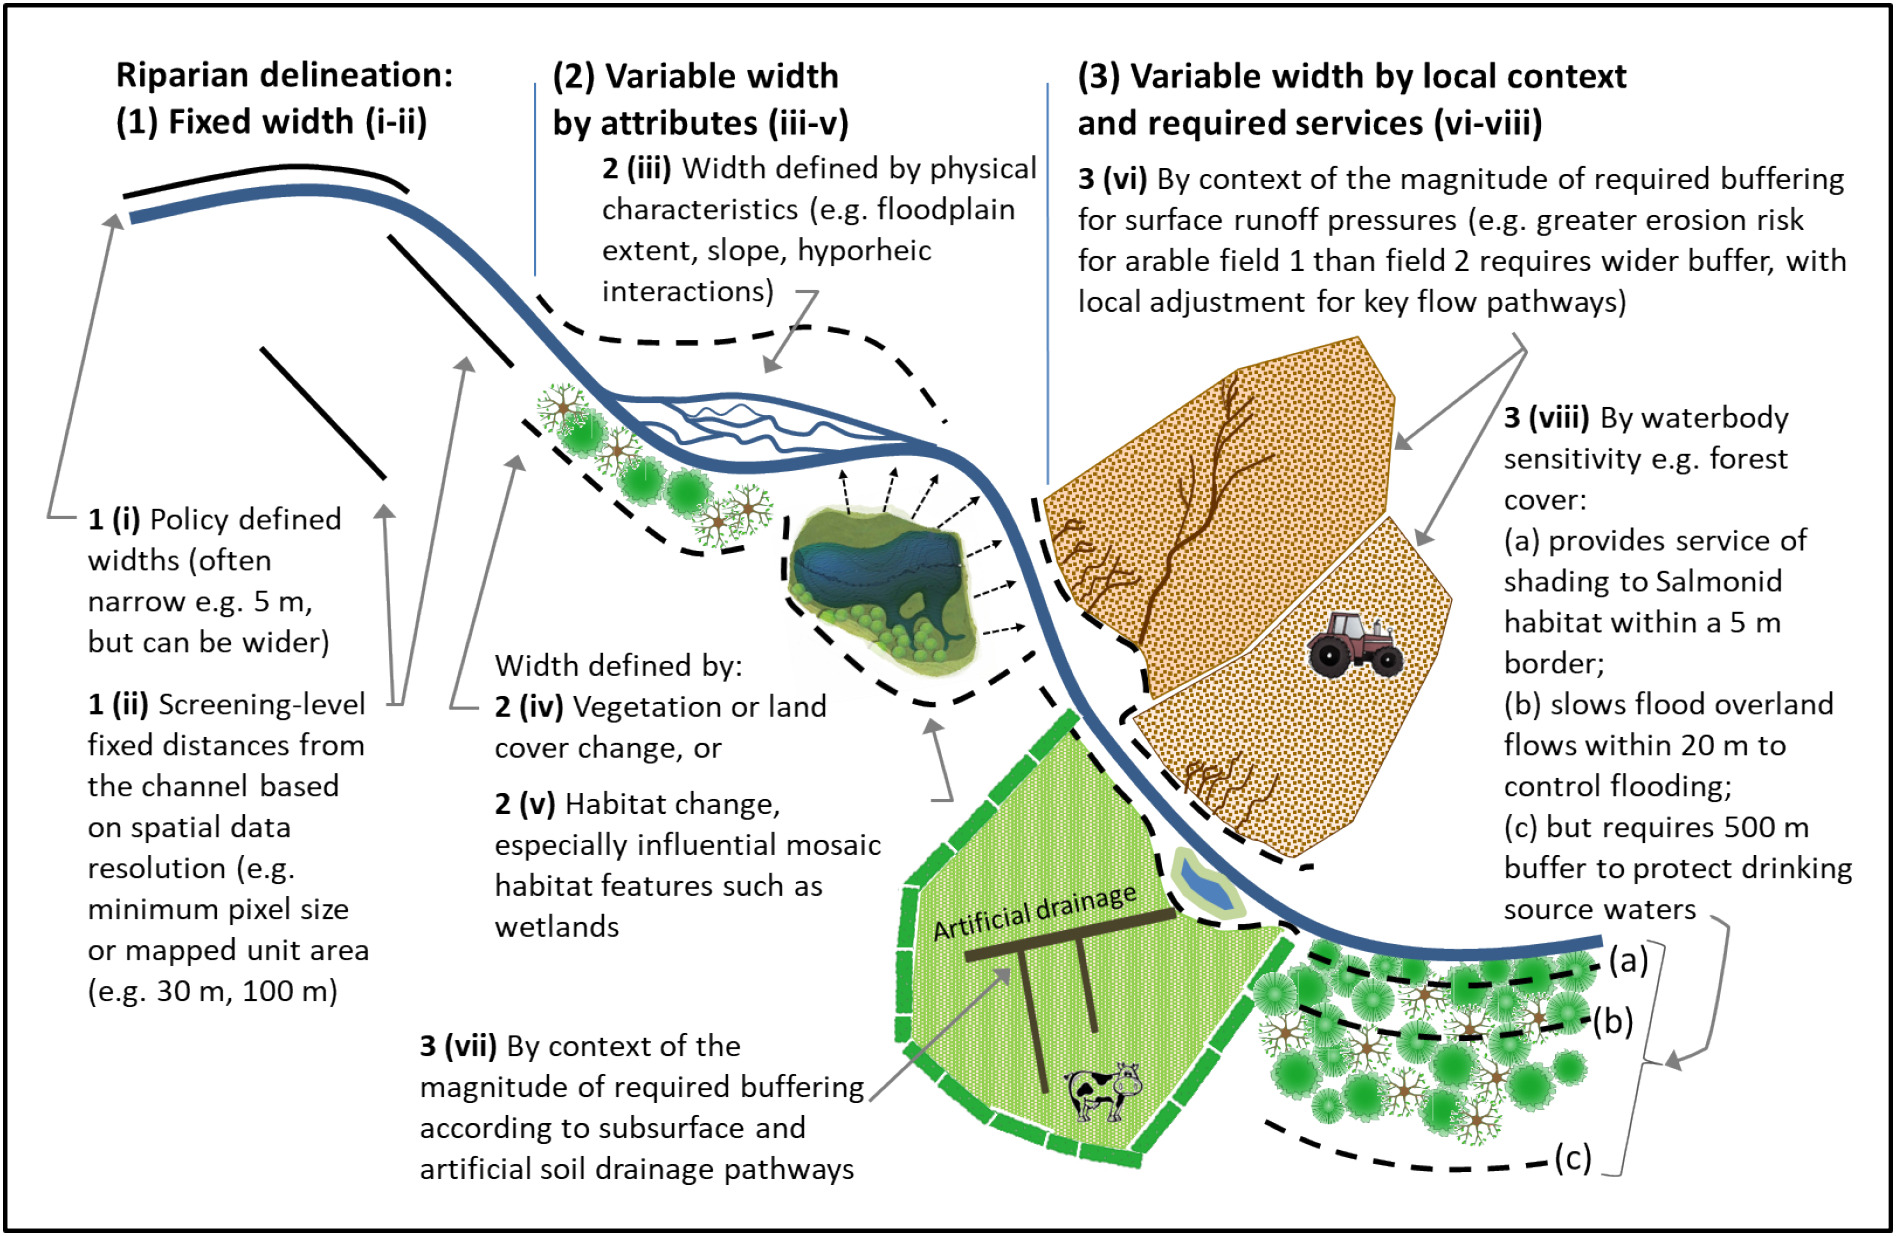 Riparian delineation:
(1) Fixed width (i-ii)
(2) Variable width
by attributes (iii-v)
2 (iii) Width defined by physical
characteristics (e.g. floodplain
extent, slope, hyporheic
interactions)
(3) Variable width by local context
and required services (vi-viii)
3 (vi) By context of the magnitude of required buffering
for surface runoff pressures (e.g. greater erosion risk
for arable field 1 than field 2 requires wider buffer, with
local adjustment for key flow pathways)
3 (viii) By waterbody
sensitivity e.g. forest
cover:
(a) provides service of
shading to Salmonid
habitat within a 5 m
border;
(b) slows flood overland
flows within 20 m to
control flooding;
(c) but requires 500 m
buffer to protect drinking
source waters
1 (i) Policy defined
widths (often
narrow e.g. 5 m,
but can be wider)
1 (ii) Screening-level
fixed distances from
the channel based
on spatial data
resolution (e.g.
minimum pixel size
or mapped unit area
(e.g. 30 m, 100 m)
Width defined by:
2 (iv) Vegetation or land
cover change, or
2 (v) Habitat change,
especially influential mosaic
habitat features such as
wetlands
Artificial drainage
3 (vii) By context of the
magnitude of required buffering
according to subsurface and
artificial soil drainage pathways
(a)
(b)
(c)